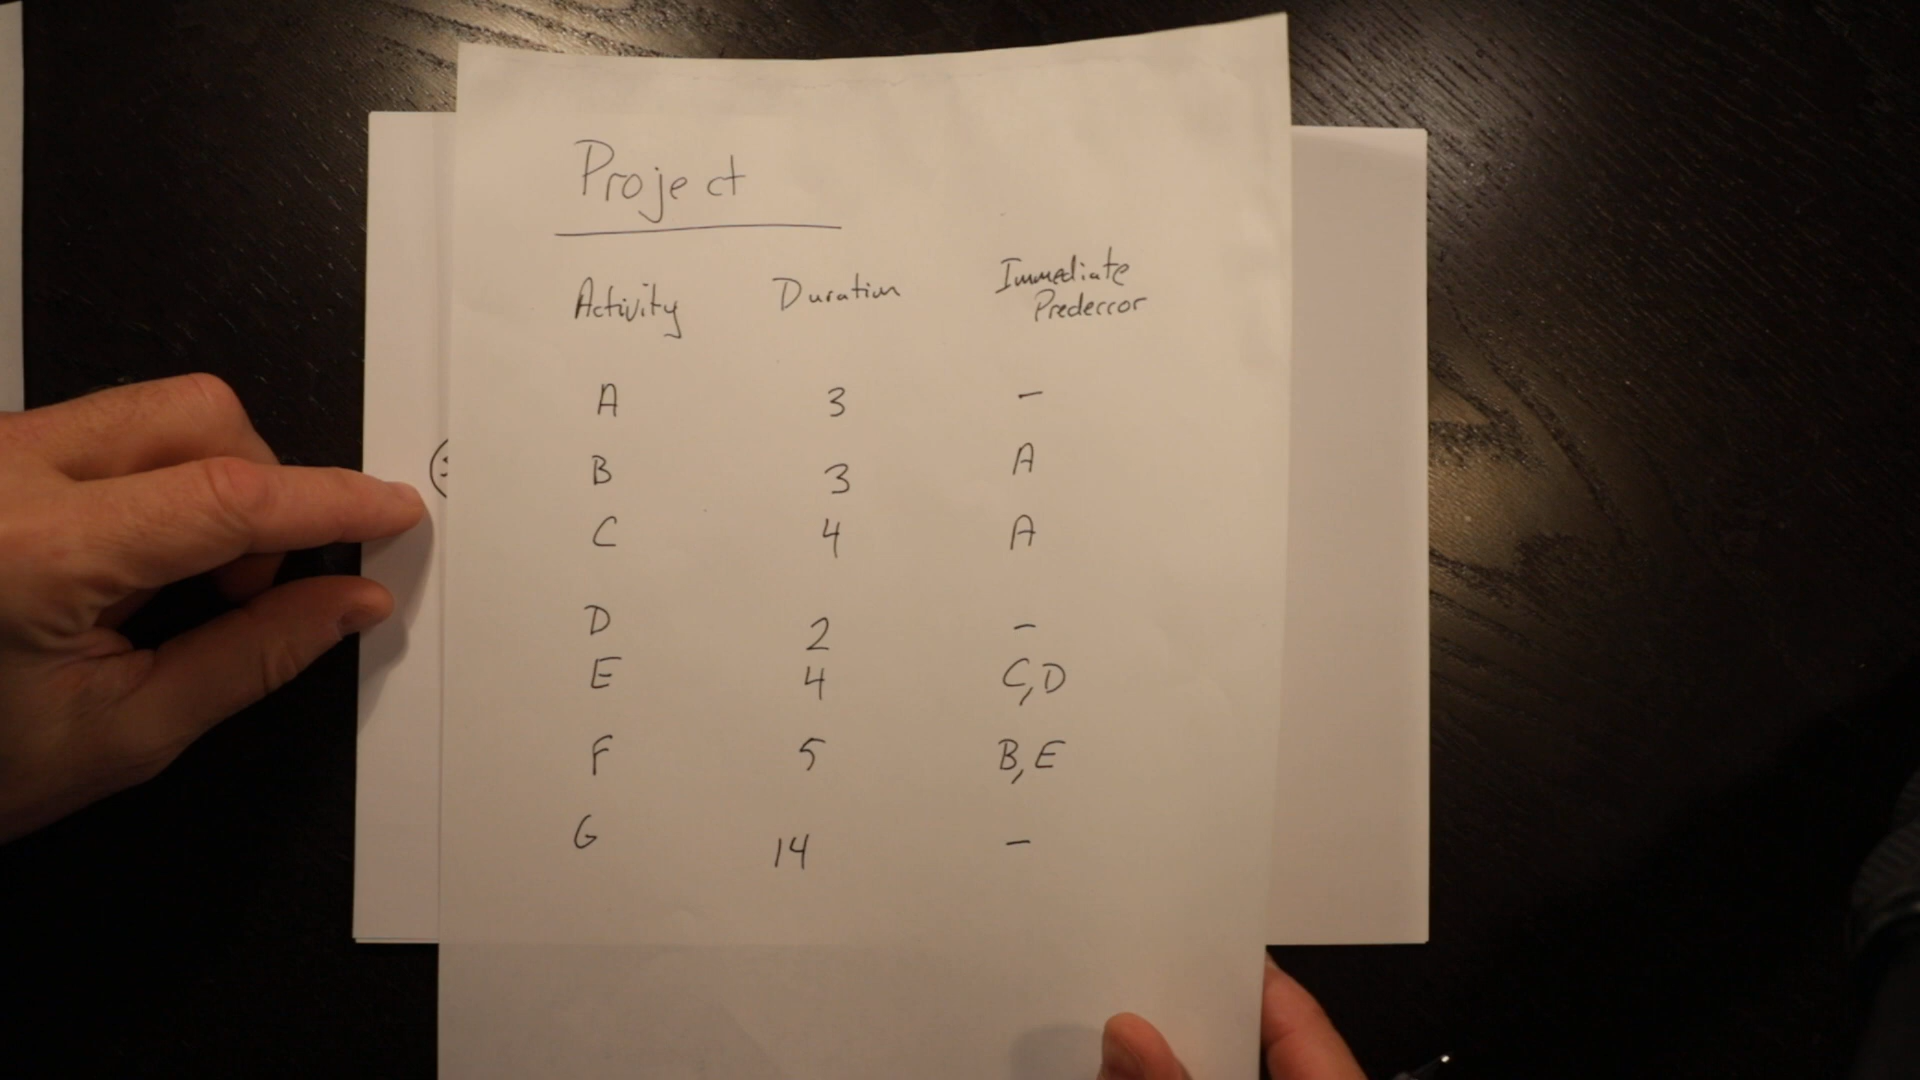 Project
Activity Duration Immediate
Predeccor
A 3 -
B 3 A
C 4 A
D 2 -
E 4 C,D
F 5 B,E
G 14 -